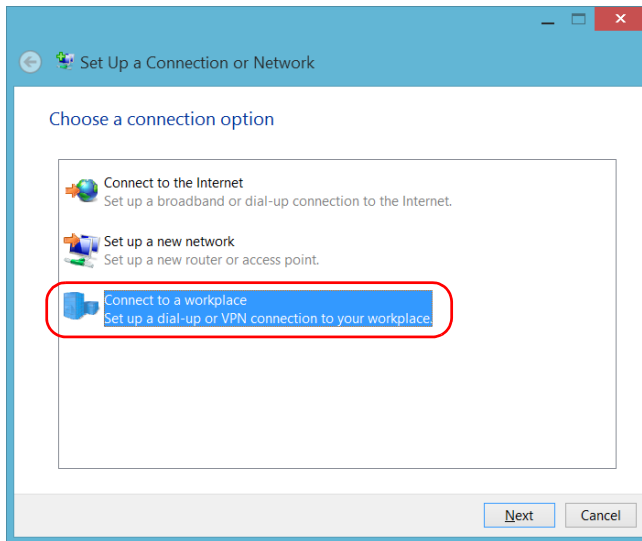 Set Up a Connection or Network
Choose a connection option
Connect to the Internet
Set up a broadband or dial-up connection to the Internet.
Set up a new network
Set up a new router or access point.
Connect to a workplace
Set up a dial-up or VPN connection to your workplace.
Next Cancel